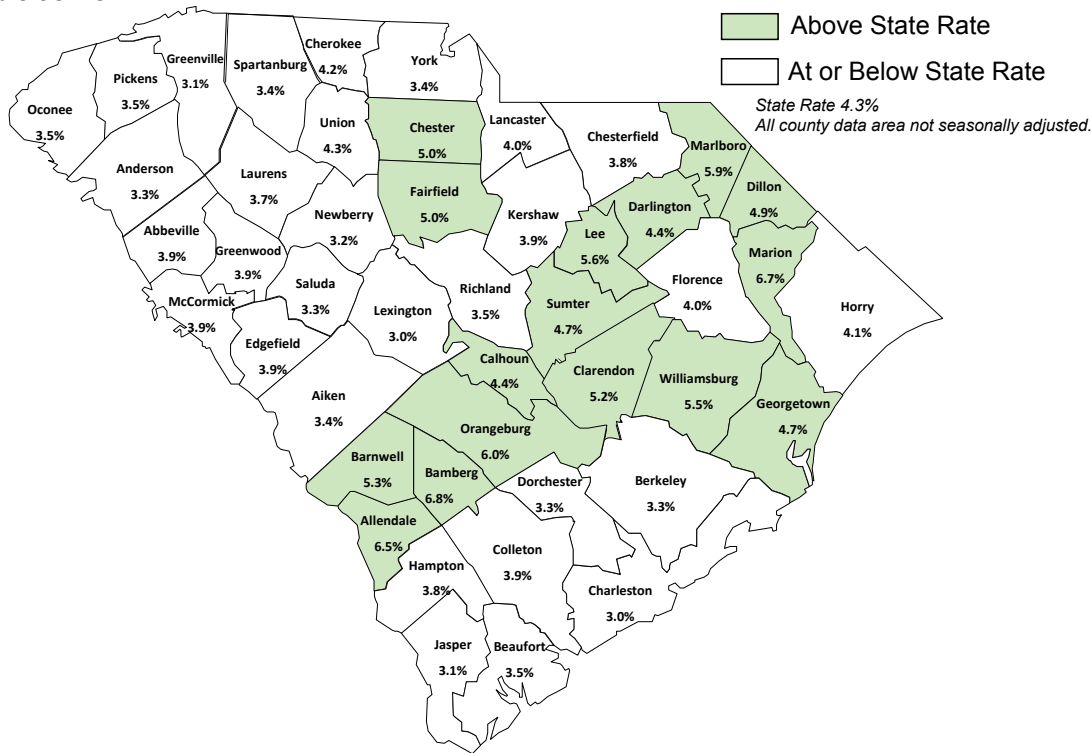 Above State Rate
At or Below State Rate
State Rate 4.3%
All county data area not seasonally adjusted.
Cherokee
4.2%
York
3.4%
Greenville
3.1%
Spartanburg
3.4%
Pickens
3.5%
Oconee
3.5%
Union
4.3%
Chester
5.0%
Lancaster
4.0%
Chesterfield
3.8%
Marlboro
5.9%
Anderson
3.3%
Laurens
3.7%
Fairfield
5.0%
Dillon
4.9%
Darlington
4.4%
Newberry
3.2%
Kershaw
3.9%
Lee
5.6%
Abbeville
3.9%
Greenwood
3.9%
Marion
6.7%
Saluda
3.3%
Florence
4.0%
McCormick
3.9%
Lexington
3.0%
Richland
3.5%
Sumter
4.7%
Horry
4.1%
Edgefield
3.9%
Calhoun
4.4%
Clarendon
5.2%
Williamsburg
5.5%
Aiken
3.4%
Georgetown
4.7%
Orangeburg
6.0%
Barnwell
5.3%
Bamberg
6.8%
Dorchester
3.3%
Berkeley
3.3%
Allendale
6.5%
Colleton
3.9%
Hampton
3.8%
Charleston
3.0%
Jasper
3.1%
Beaufort
3.5%